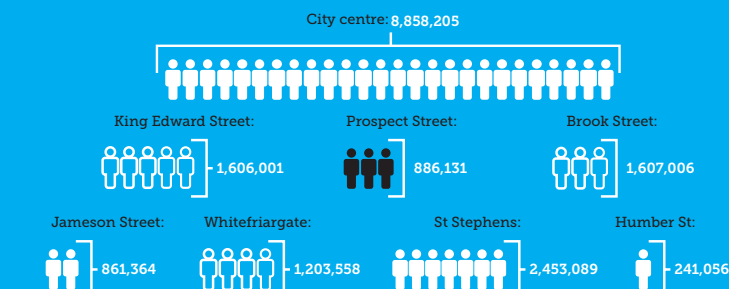 City centre: 8,858,205
King Edward Street: Prospect Street: Brook Street:
1,606,001 886,131 1,607,006
Jameson Street: Whitefriargate: St Stephens: Humber St:
861,364 1,203,558 2,453,089 241,056